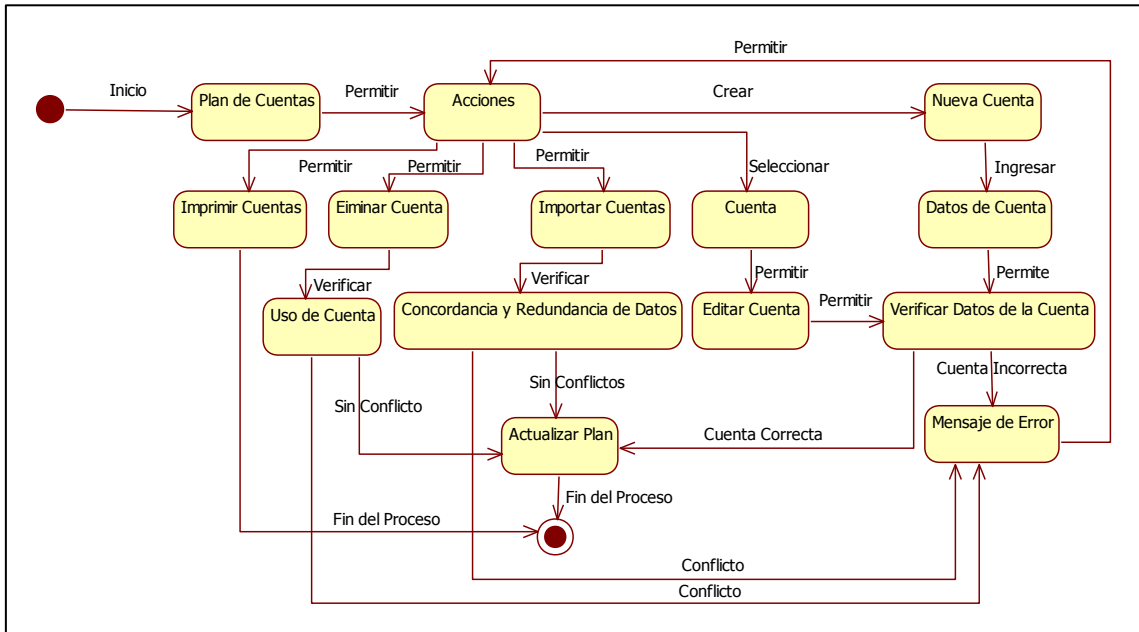 Permitir
Inicio
Plan de Cuentas
Permitir
Acciones
Crear
Nueva Cuenta
Permitir
Permitir
Permitir
Seleccionar
Ingresar
Imprimir Cuentas
Eiminar Cuenta
Importar Cuentas
Cuenta
Datos de Cuenta
Verificar
Verificar
Permitir
Permite
Uso de Cuenta
Concordancia y Redundancia de Datos
Editar Cuenta
Permitir
Verificar Datos de la Cuenta
Sin Conflicto
Sin Conflictos
Cuenta Incorrecta
Actualizar Plan
Cuenta Correcta
Mensaje de Error
Fin del Proceso
Fin del Proceso
Conflicto
Conflicto